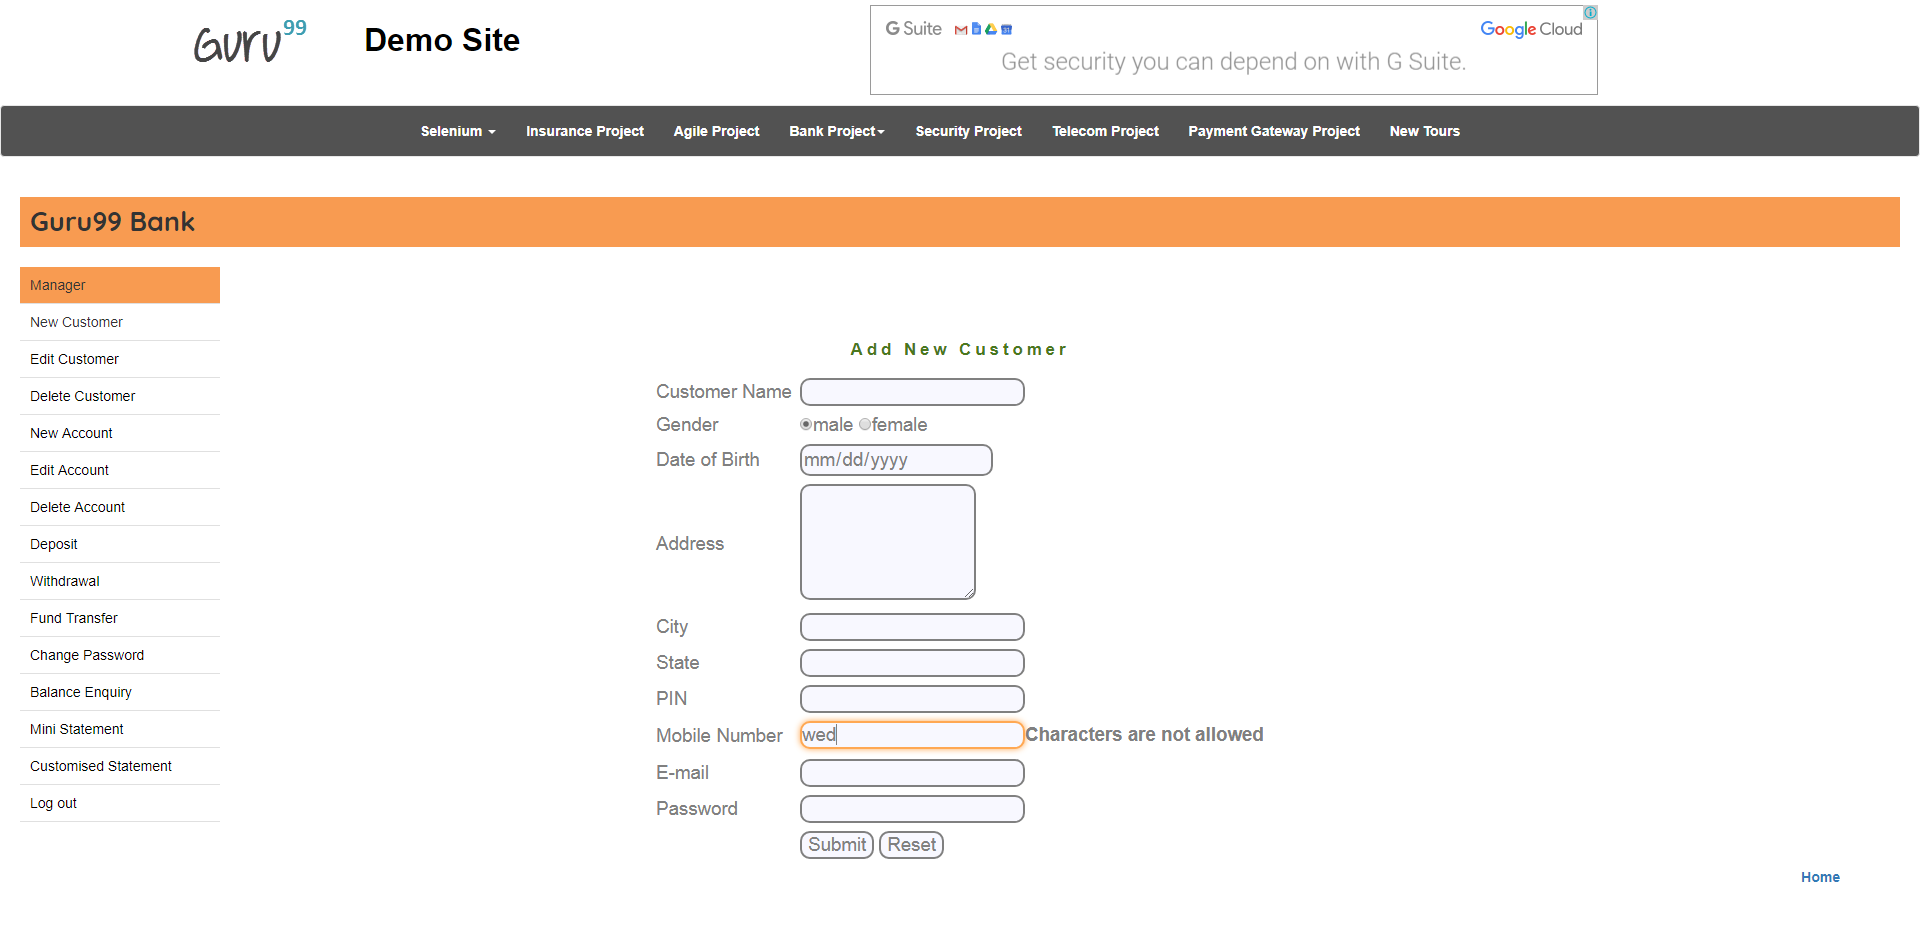 Guru99
Demo Site
G Suite
Google Cloud
Get security you can depend on with G Suite.
Selenium Insurance Project Agile Project Bank Project Security Project Telecom Project Payment Gateway Project New Tours
Guru99 Bank
Manager
New Customer
Edit Customer
Delete Customer
New Account
Edit Account
Delete Account
Deposit
Withdrawal
Fund Transfer
Change Password
Balance Enquiry
Mini Statement
Customised Statement
Log out
Add New Customer
Customer Name
Gender male female
Date of Birth mm/dd/yyyy
Address
City
State
PIN
Mobile Number wed Characters are not allowed
E-mail
Password
Submit Reset
Home